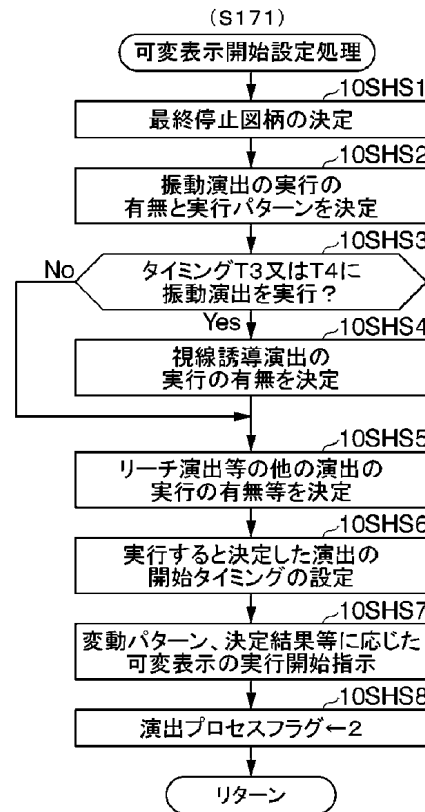 (S171)
可変表示開始設定処理
10SHS1
最終停止図柄の決定
10SHS2
振動演出の実行の
有無と実行パターンを決定
10SHS3
No
タイミングT3又はT4に
振動演出を実行?
Yes
10SHS4
視線誘導演出の
実行の有無を決定
10SHS5
リーチ演出等の他の演出の
実行の有無等を決定
10SHS6
実行すると決定した演出の
開始タイミングの設定
10SHS7
変動パターン、決定結果等に応じた
可変表示の実行開始指示
10SHS8
演出プロセスフラグ←2
リターン